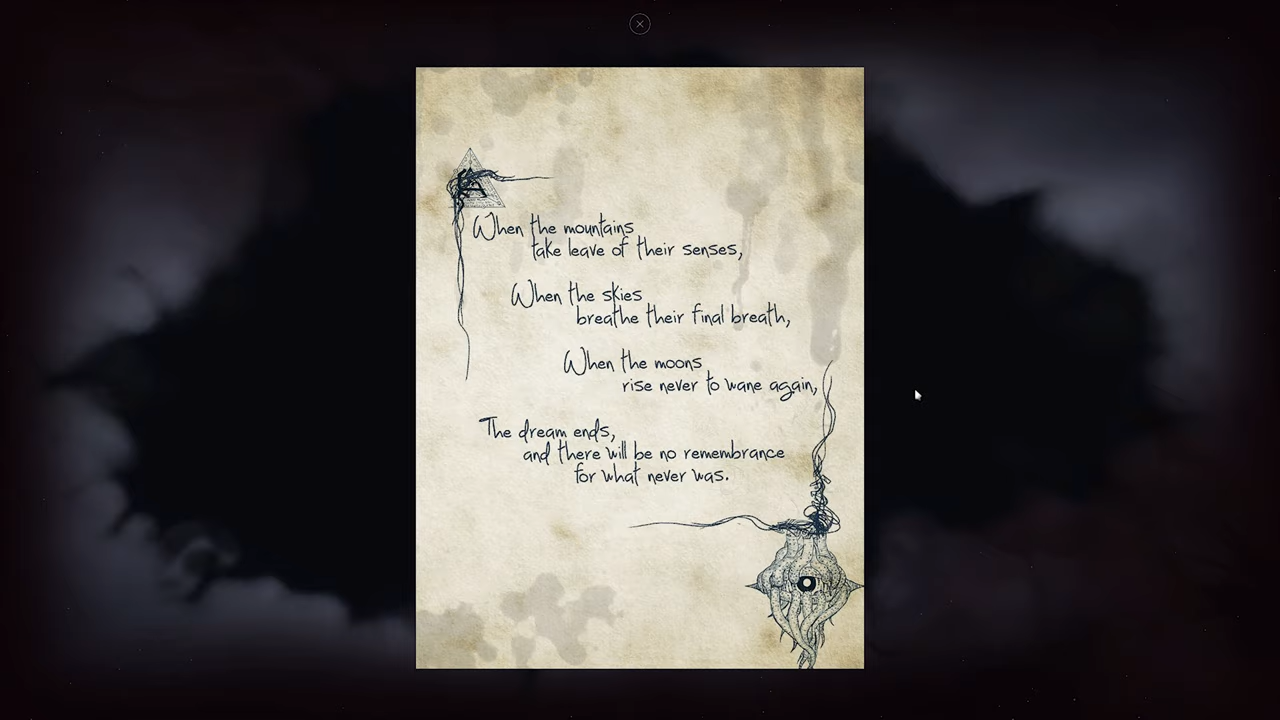 When the mountains
take leave of their senses,
When the skies
breathe their final breath,
When the moons
rise never to wane again,
The dream ends,
and there will be no remembrance
for what never was.